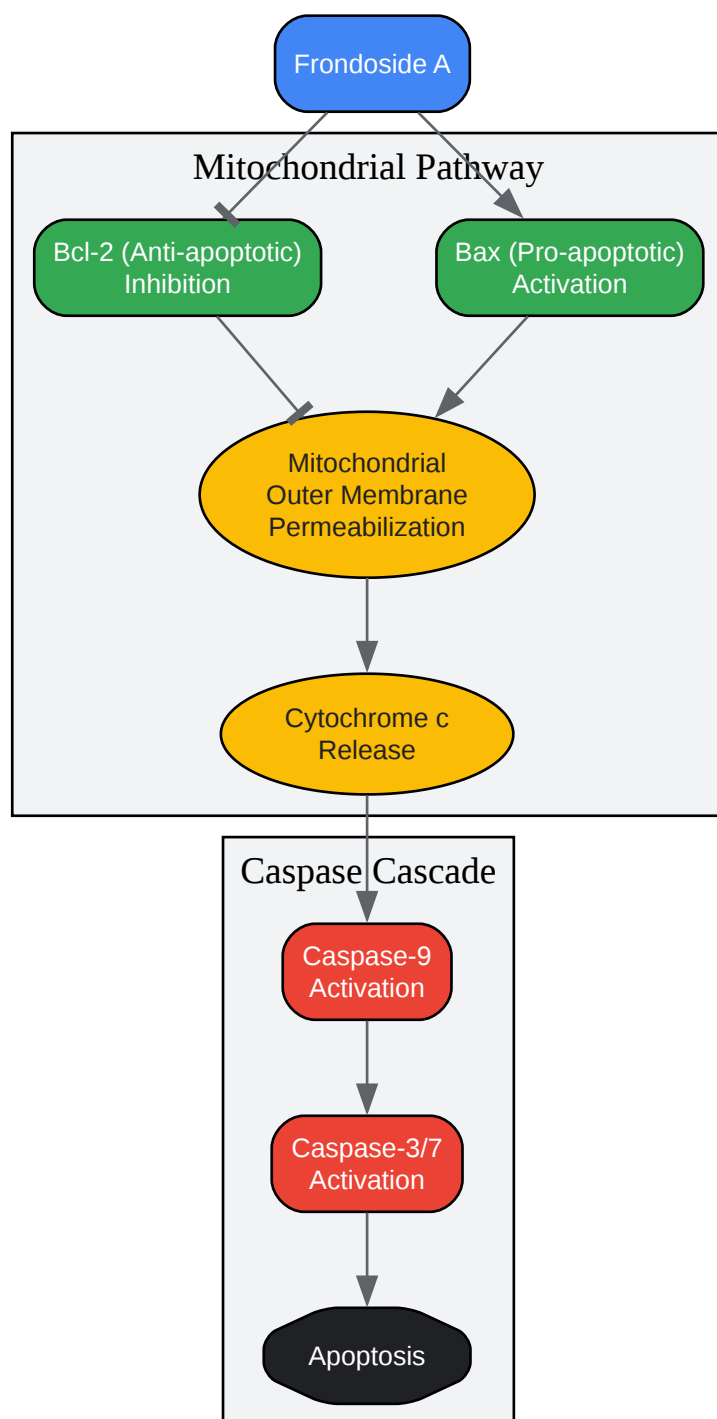 Frondoside A
Mitochondrial Pathway
Bcl-2 (Anti-apoptotic)
Inhibition
Bax (Pro-apoptotic)
Activation
Mitochondrial
Outer Membrane
Permeabilization
Cytochrome c
Release
Caspase Cascade
Caspase-9
Activation
Caspase-3/7
Activation
Apoptosis